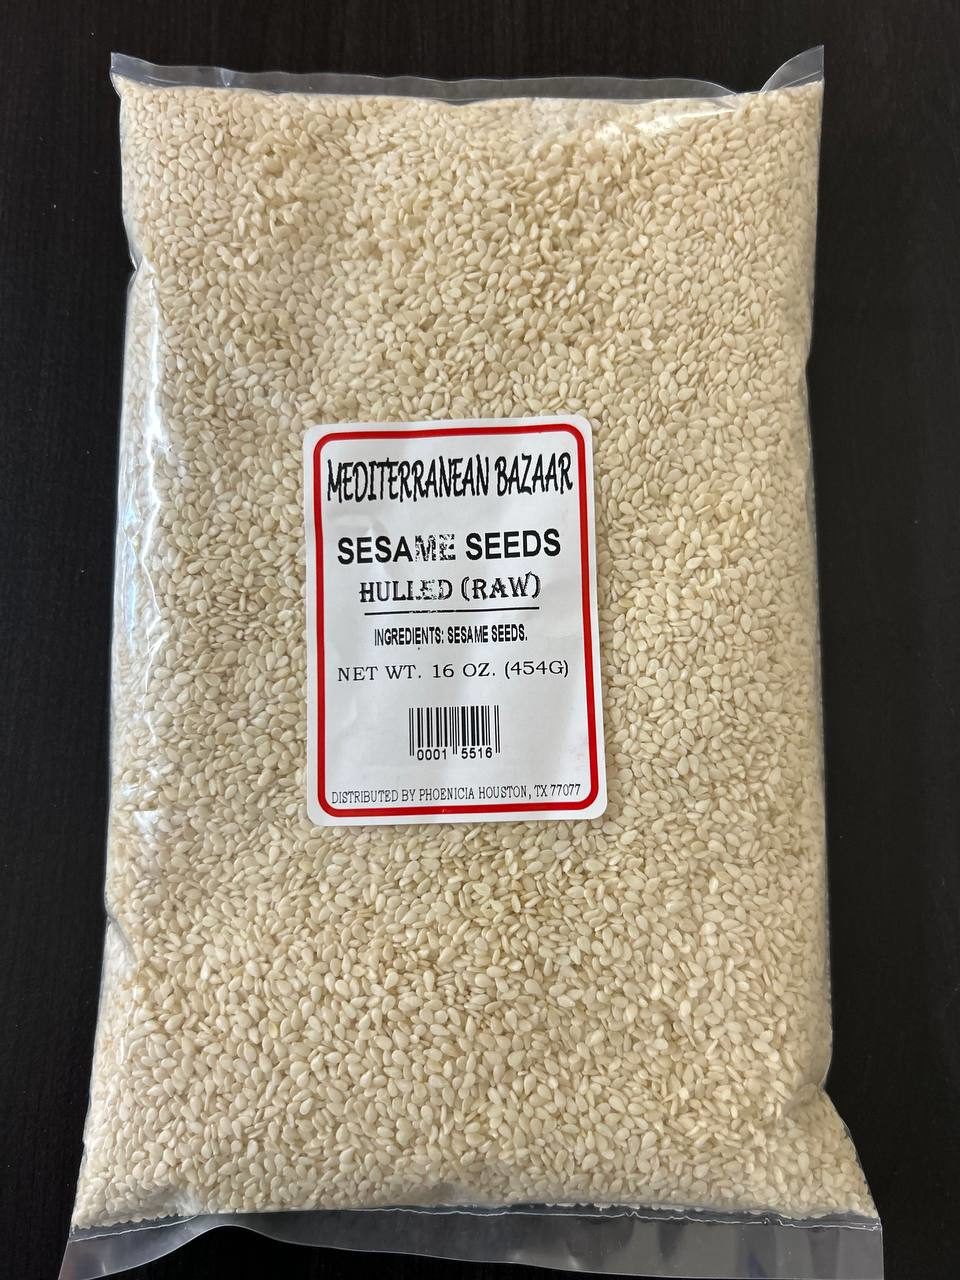 MEDITERRANEAN BAZAAR
SESAME SEEDS
HULLED (RAW)
INGREDIENTS: SESAME SEEDS.
NET WT. 16 OZ. (454G)
0001 5516
DISTRIBUTED BY PHOENICIA HOUSTON, TX 77077